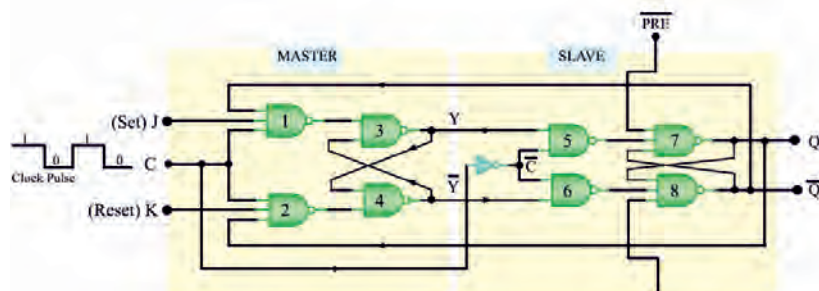 PRE
MASTER
SLAVE
(Set) J
1
3
Y
5
7
Q
1 0 1 0
Clock Pulse
C
C
(Reset) K
2
4
Y
6
8
Q